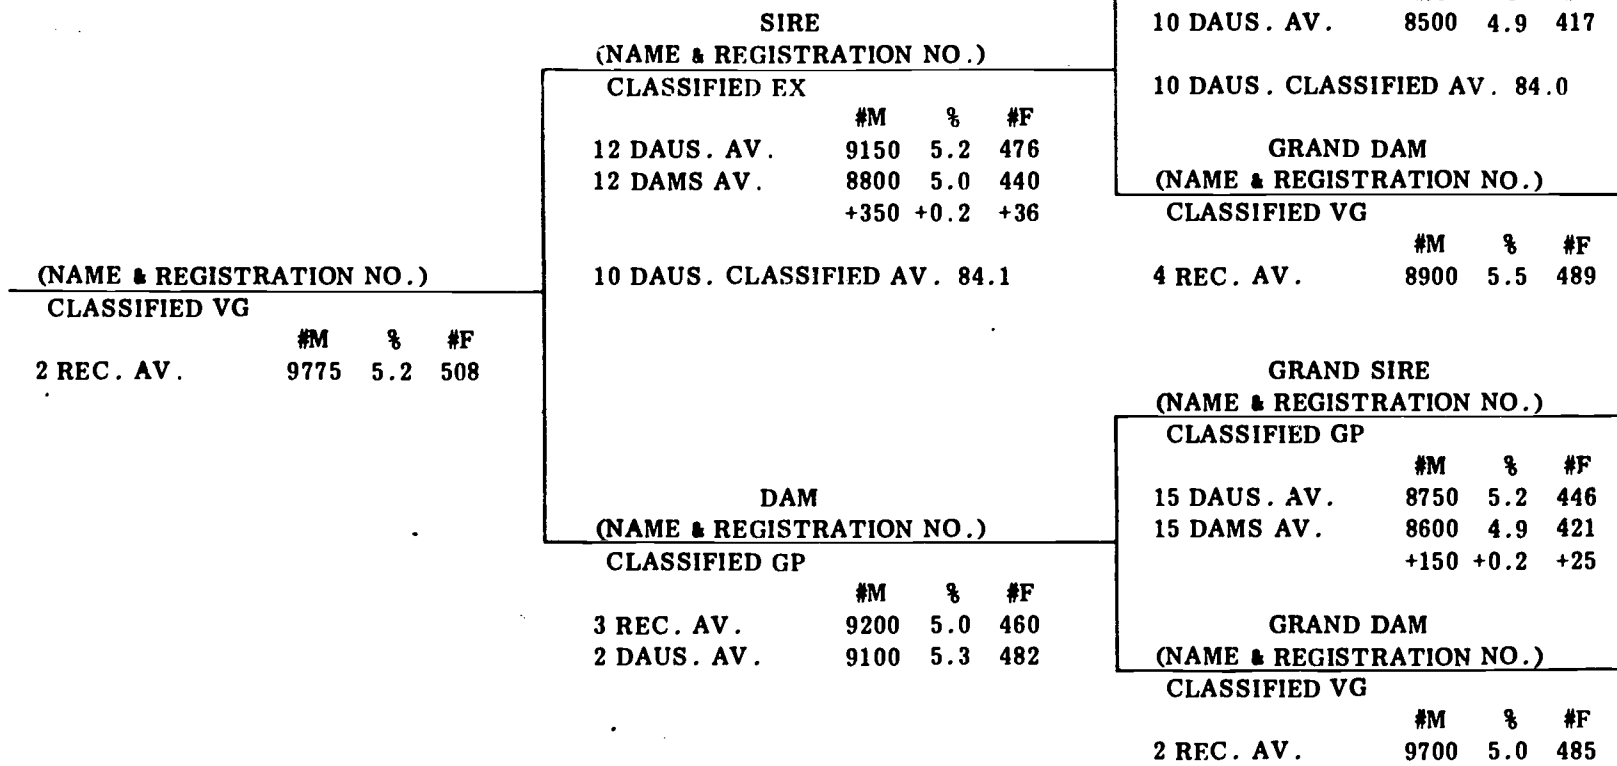 (NAME & REGISTRATION NO.)
CLASSIFIED VG
#M % #F
2 REC. AV. 9775 5.2 508
SIRE
(NAME & REGISTRATION NO.)
CLASSIFIED EX
#M % #F
12 DAUS. AV. 9150 5.2 476
12 DAMS AV. 8800 5.0 440
+350 +0.2 +36
10 DAUS. CLASSIFIED AV. 84.1
DAM
(NAME & REGISTRATION NO.)
CLASSIFIED GP
#M % #F
3 REC. AV. 9200 5.0 460
2 DAUS. AV. 9100 5.3 482
10 DAUS. AV. 8500 4.9 417
10 DAUS. CLASSIFIED AV. 84.0
GRAND DAM
(NAME & REGISTRATION NO.)
CLASSIFIED VG
#M % #F
4 REC. AV. 8900 5.5 489
GRAND SIRE
(NAME & REGISTRATION NO.)
CLASSIFIED GP
#M % #F
15 DAUS. AV. 8750 5.2 446
15 DAMS AV. 8600 4.9 421
+150 +0.2 +25
GRAND DAM
(NAME & REGISTRATION NO.)
CLASSIFIED VG
#M % #F
2 REC. AV. 9700 5.0 485